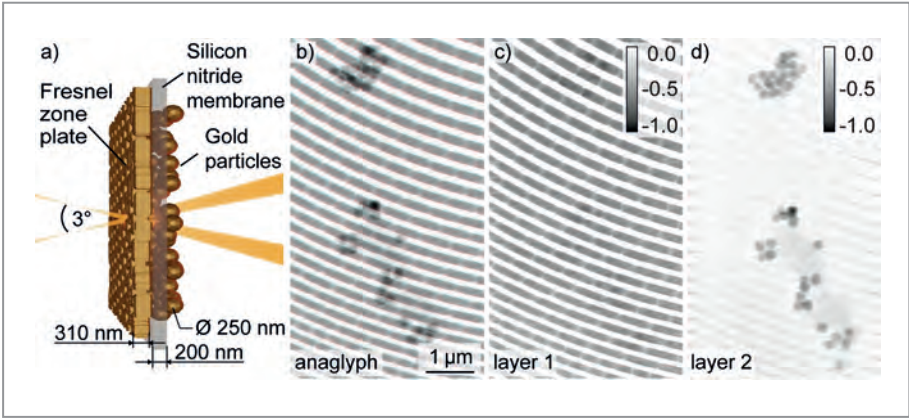 a)
Silicon
nitride
membrane
Fresnel
zone
plate
Gold
particles
3°
310 nm
Ø 250 nm
200 nm
b)
anaglyph
1 µm
c)
0.0
-0.5
-1.0
layer 1
d)
0.0
-0.5
-1.0
layer 2